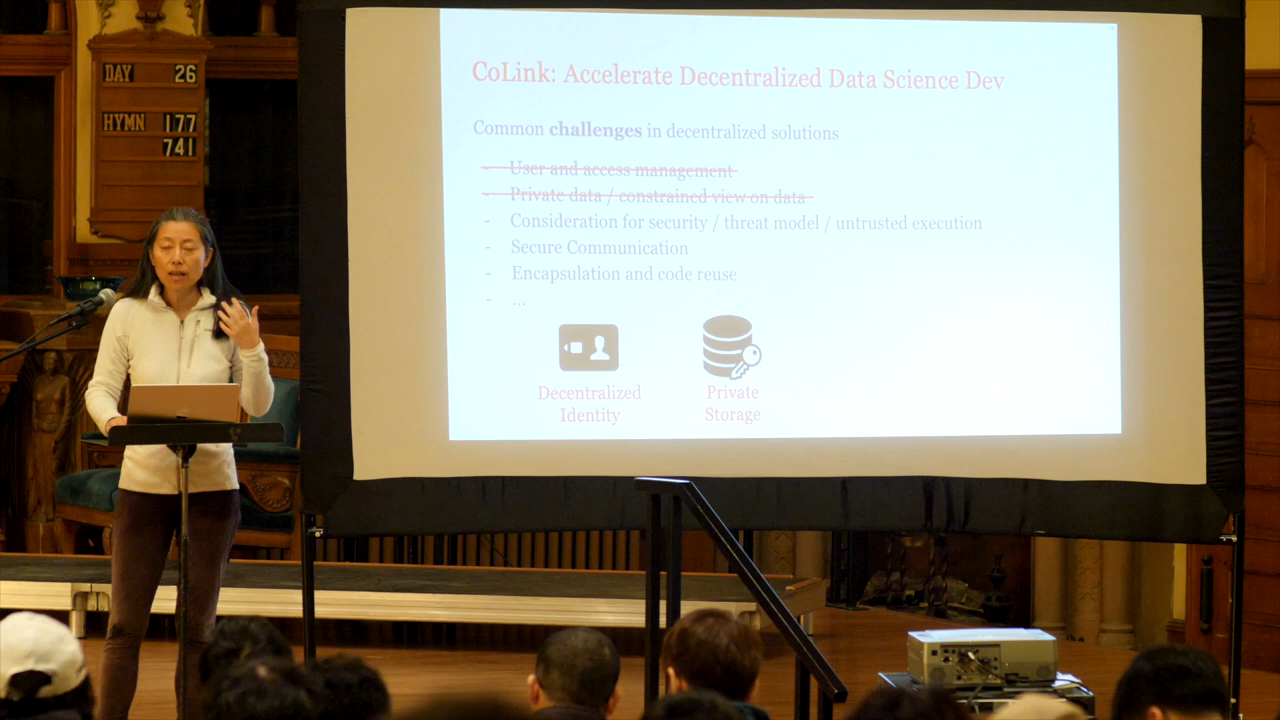 DAY 26
HYMN 177
741
CoLink: Accelerate Decentralized Data Science Dev
Common challenges in decentralized solutions
- User and access management
- Private data / constrained view on data
- Consideration for security / threat model / untrusted execution
- Secure Communication
- Encapsulation and code reuse
- ...
Decentralized
Identity
Private
Storage